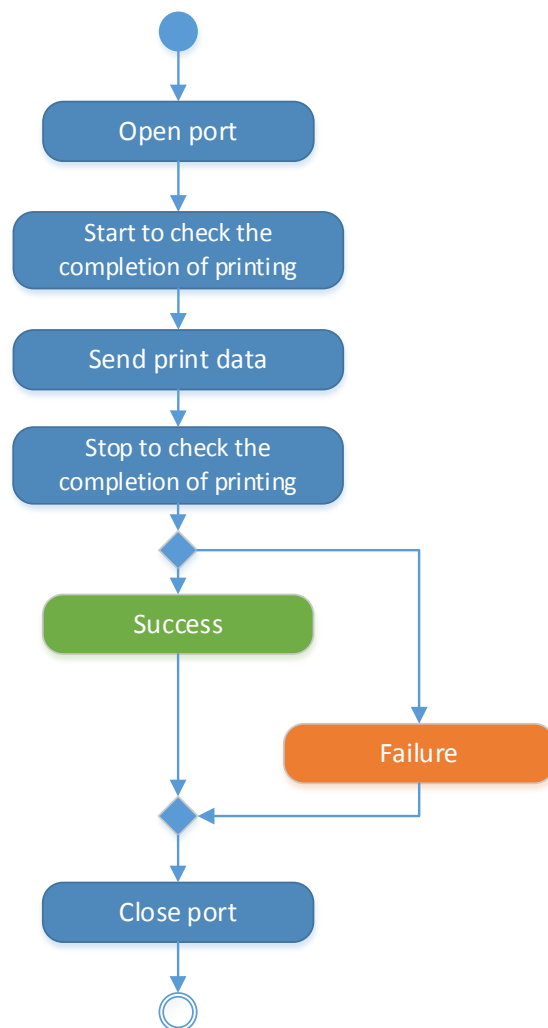 Open port
Start to check the
completion of printing
Send print data
Stop to check the
completion of printing
Success
Failure
Close port